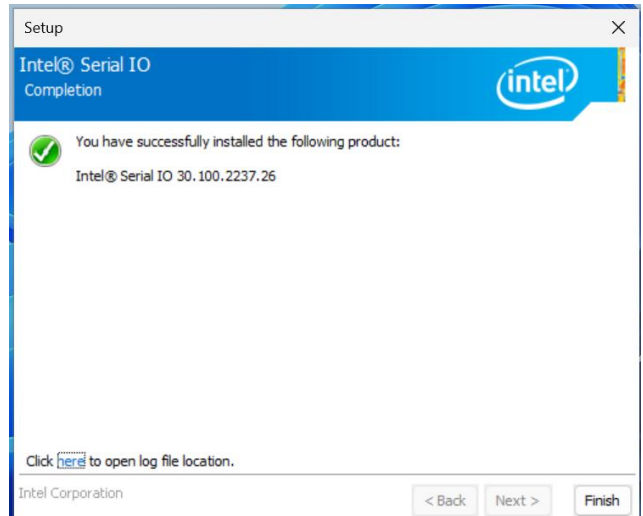 Setup
Intel® Serial IO
Completion
intel
You have successfully installed the following product:
Intel® Serial IO 30.100.2237.26
Click here to open log file location.
Intel Corporation
< Back
Next >
Finish